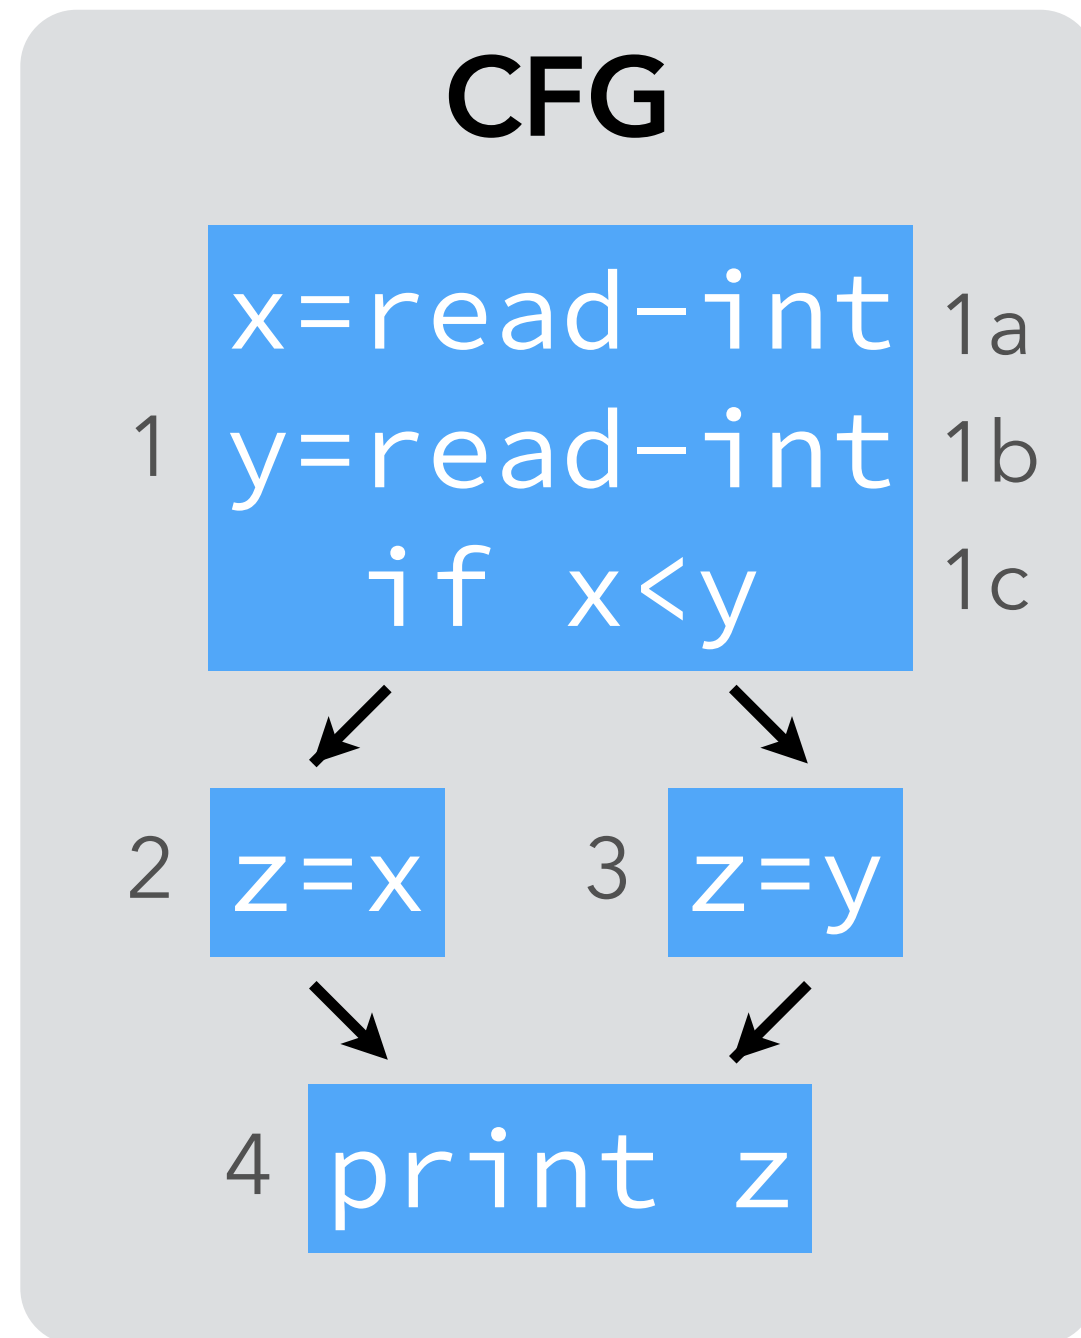 CFG
x=read-int 1a
1 y=read-int 1b
if x<y 1c
2 z=x 3 z=y
4 print z